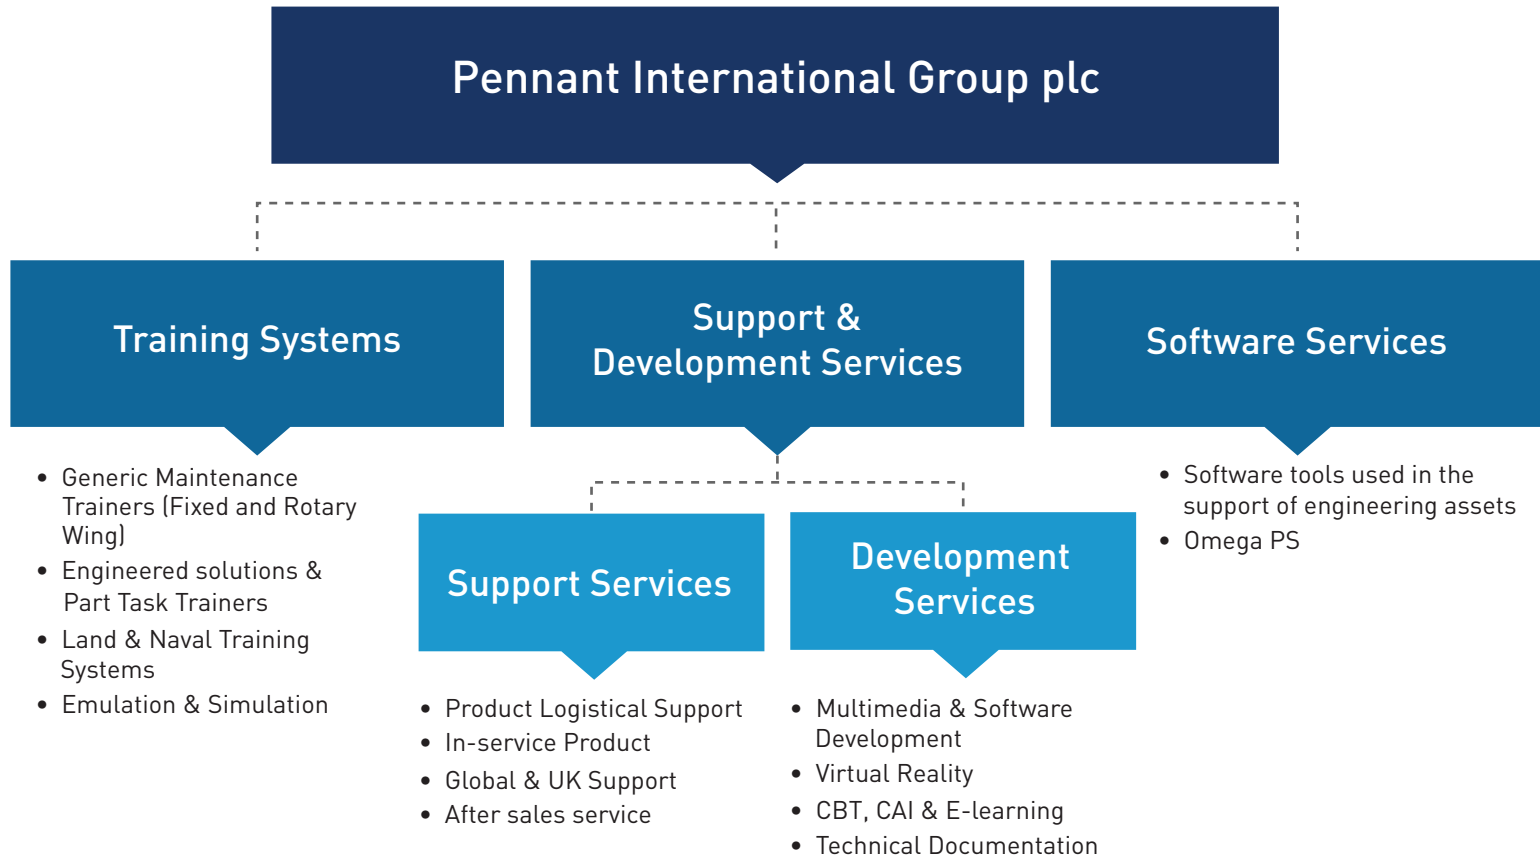 Pennant International Group plc
Training Systems
Support &
Development Services
Software Services
• Generic Maintenance
Trainers (Fixed and Rotary
Wing)
• Engineered solutions &
Part Task Trainers
• Land & Naval Training
Systems
• Emulation & Simulation
Support Services
• Product Logistical Support
• In-service Product
• Global & UK Support
• After sales service
Development
Services
• Multimedia & Software
Development
• Virtual Reality
• CBT, CAI & E-learning
• Technical Documentation
• Software tools used in the
support of engineering assets
• Omega PS